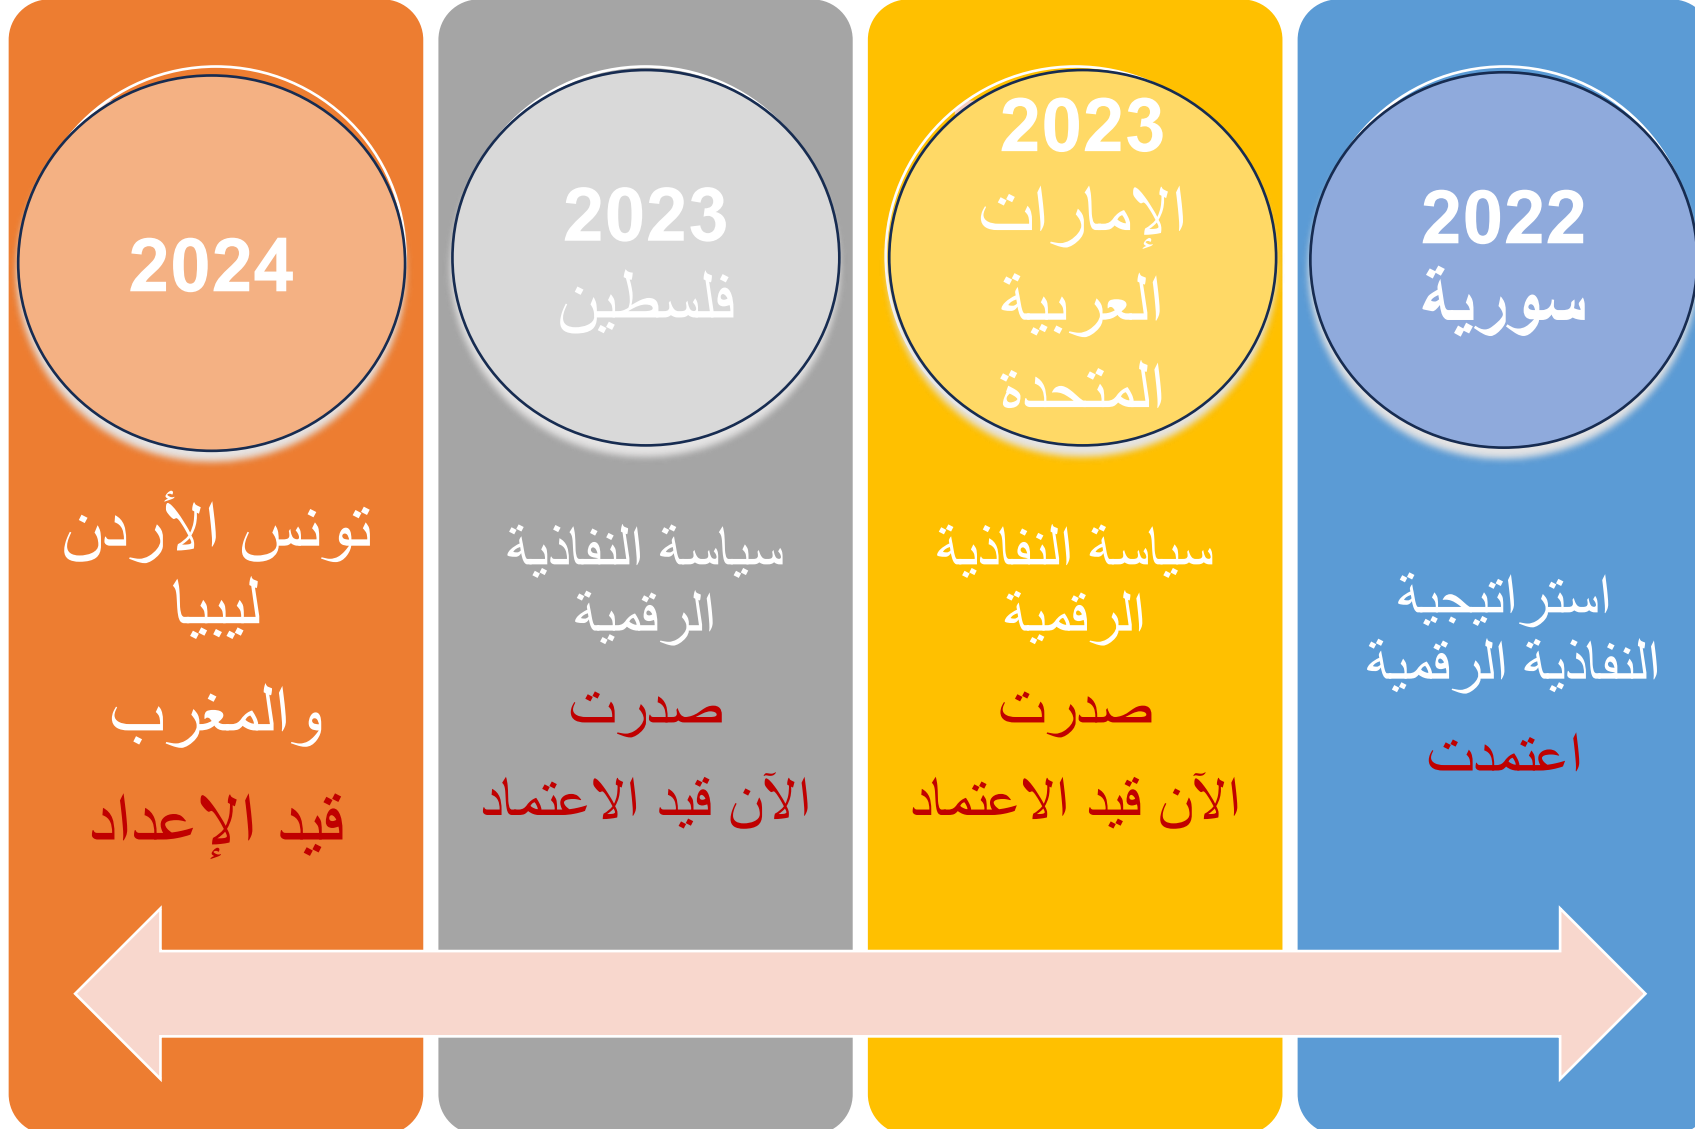 2022
سورية
استراتيجية
النفاذية الرقمية
اعتمدت
2023
الإمارات
العربية
المتحدة
سياسة النفاذية
الرقمية
صدرت
الآن قيد الاعتماد
2023
فلسطين
سياسة النفاذية
الرقمية
صدرت
الآن قيد الاعتماد
2024
تونس الأردن
ليبيا
والمغرب
قيد الإعداد